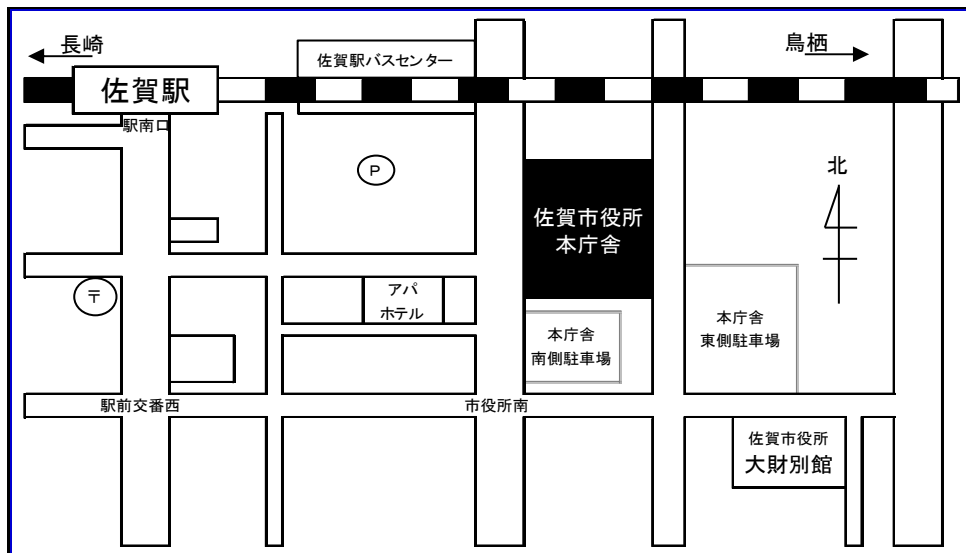 長崎
鳥栖
佐賀駅バスセンター
佐賀駅
駅南口
P
北
佐賀市役所
本庁舎
〒
アパ
ホテル
本庁舎
南側駐車場
本庁舎
東側駐車場
駅前交番西
市役所南
佐賀市役所
大財別館